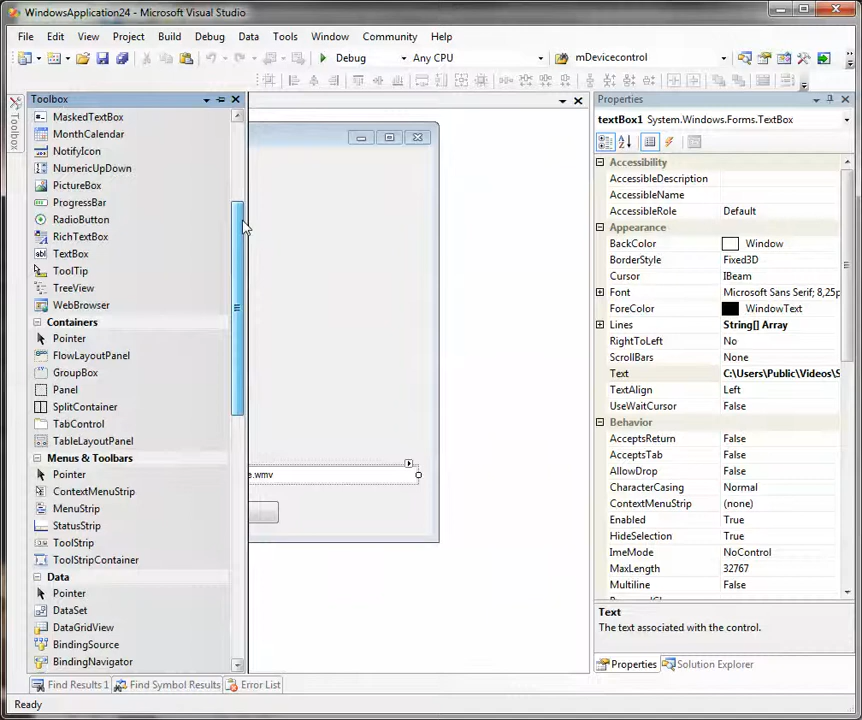 WindowsApplication24 - Microsoft Visual Studio
File Edit View Project Build Debug Data Tools Window Community Help
Debug Any CPU mDevicecontrol
Toolbox
Toolbox
MaskedTextBox
MonthCalendar
NotifyIcon
NumericUpDown
PictureBox
ProgressBar
RadioButton
RichTextBox
abl TextBox
ToolTip
TreeView
WebBrowser
Containers
Pointer
FlowLayoutPanel
GroupBox
Panel
SplitContainer
TabControl
TableLayoutPanel
Menus & Toolbars
Pointer
ContextMenuStrip
MenuStrip
StatusStrip
ToolStrip
ToolStripContainer
Data
Pointer
DataSet
DataGridView
BindingSource
BindingNavigator
e.wmv
Properties
textBox1 System.Windows.Forms.TextBox
Accessibility
AccessibleDescription
AccessibleName
AccessibleRole Default
Appearance
BackColor Window
BorderStyle Fixed3D
Cursor IBeam
Font Microsoft Sans Serif; 8,25p
ForeColor WindowText
Lines String[] Array
RightToLeft No
ScrollBars None
Text C:\Users\Public\Videos\S
TextAlign Left
UseWaitCursor False
Behavior
AcceptsReturn False
AcceptsTab False
AllowDrop False
CharacterCasing Normal
ContextMenuStrip (none)
Enabled True
HideSelection True
ImeMode NoControl
MaxLength 32767
Multiline False
Text
The text associated with the control.
Properties Solution Explorer
Find Results 1 Find Symbol Results Error List
Ready